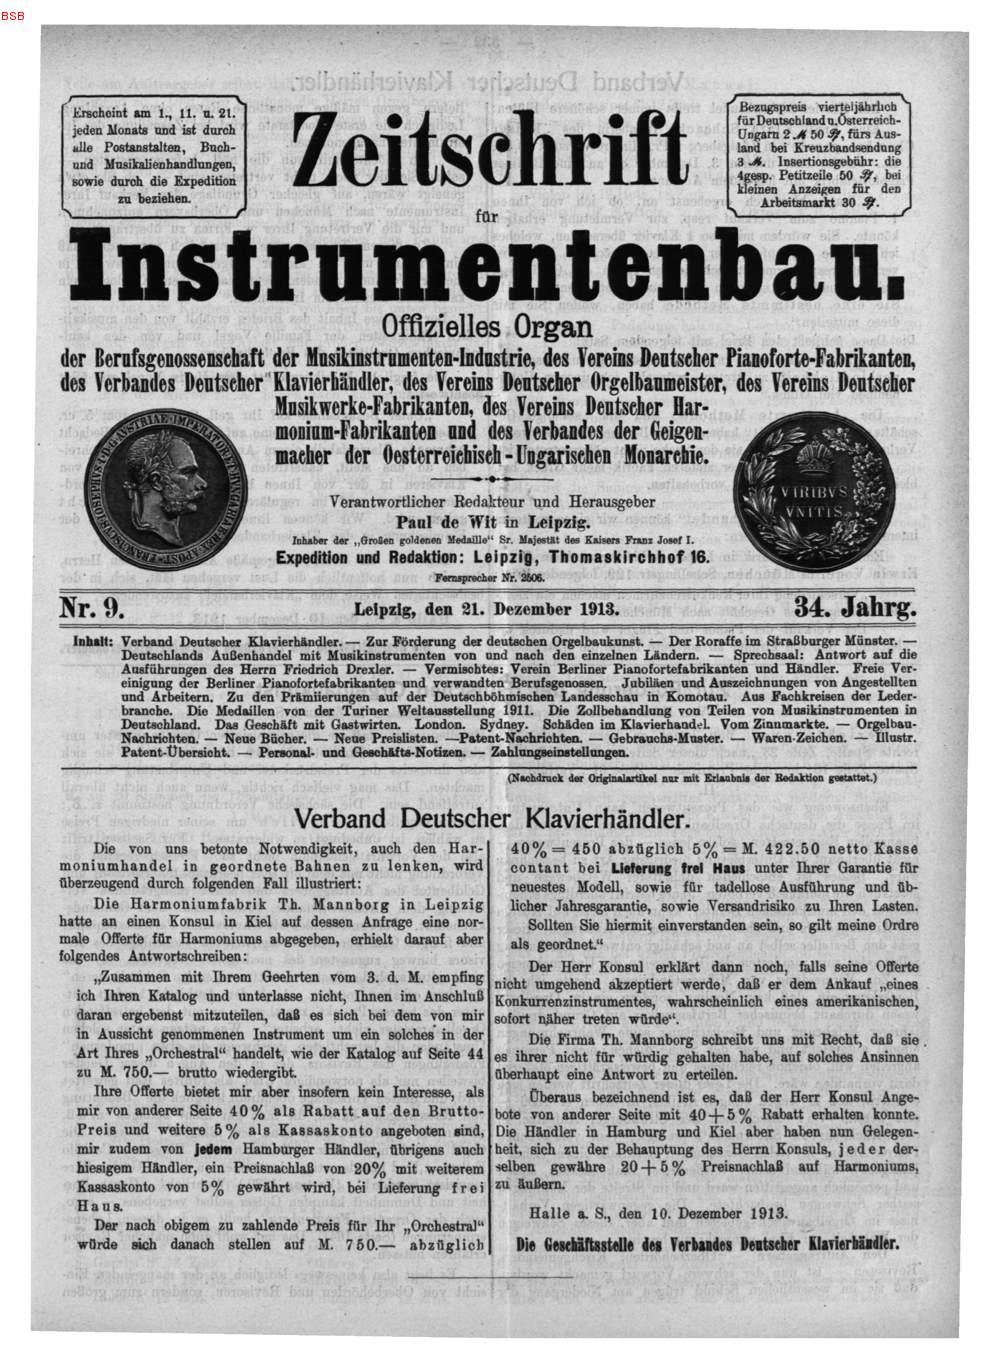 BSB
Erscheint am 1., 11. u. 21.
jeden Monats und ist durch
alle Postanstalten, Buch-
und Musikalienhandlungen,
sowie durch die Expedition
zu beziehen.
Zeitschrift
Bezugspreis vierteljährlich
für Deutschland u. Österreich-
Ungarn 2 ℳ 50 ₰, fürs Aus-
land bei Kreuzbandsendung
3 ℳ. Insertionsgebühr: die
4gesp. Petitzeile 50 ₰, bei
kleinen Anzeigen für den
Arbeitsmarkt 30 ₰.
für
Instrumentenbau.
Offizielles Organ
der Berufsgenossenschaft der Musikinstrumenten-Industrie, des Vereins Deutscher Pianoforte-Fabrikanten,
des Verbandes Deutscher Klavierhändler, des Vereins Deutscher Orgelbaumeister, des Vereins Deutscher
Musikwerke-Fabrikanten, des Vereins Deutscher Har-
monium-Fabrikanten und des Verbandes der Geigen-
macher der Oesterreichisch-Ungarischen Monarchie.
VIRIBVS
VNITIS
Verantwortlicher Redakteur und Herausgeber
Paul de Wit in Leipzig.
Inhaber der „Großen goldenen Medaille“ Sr. Majestät des Kaisers Franz Josef I.
Expedition und Redaktion: Leipzig, Thomaskirchhof 16.
Fernsprecher Nr. 2506.
Nr. 9. Leipzig, den 21. Dezember 1913. 34. Jahrg.
Inhalt: Verband Deutscher Klavierhändler. — Zur Förderung der deutschen Orgelbaukunst. — Der Roraffe im Straßburger Münster. —
Deutschlands Außenhandel mit Musikinstrumenten von und nach den einzelnen Ländern. — Sprechsaal: Antwort auf die
Ausführungen des Herrn Friedrich Drexler. — Vermischtes: Verein Berliner Pianofortefabrikanten und Händler. Freie Ver-
einigung der Berliner Pianofortefabrikanten und verwandten Berufsgenossen. Jubiläen und Auszeichnungen von Angestellten
und Arbeitern. Zu den Prämiierungen auf der Deutschböhmischen Landesschau in Komotau. Aus Fachkreisen der Leder-
branche. Die Medaillen von der Turiner Weltausstellung 1911. Die Zollbehandlung von Teilen von Musikinstrumenten in
Deutschland. Das Geschäft mit Gastwirten. London. Sydney. Schäden im Klavierhandel. Vom Zinnmarkte. — Orgelbau-
Nachrichten. — Neue Bücher. — Neue Preislisten. — Patent-Nachrichten. — Gebrauchs-Muster. — Waren-Zeichen. — Illustr.
Patent-Übersicht. — Personal- und Geschäfts-Notizen. — Zahlungseinstellungen.
(Nachdruck der Originalartikel nur mit Erlaubnis der Redaktion gestattet.)
Verband Deutscher Klavierhändler.
Die von uns betonte Notwendigkeit, auch den Har-
moniumhandel in geordnete Bahnen zu lenken, wird
überzeugend durch folgenden Fall illustriert:
Die Harmoniumfabrik Th. Mannborg in Leipzig
hatte an einen Konsul in Kiel auf dessen Anfrage eine nor-
male Offerte für Harmoniums abgegeben, erhielt darauf aber
folgendes Antwortschreiben:
„Zusammen mit Ihrem Geehrten vom 3. d. M. empfing
ich Ihren Katalog und unterlasse nicht, Ihnen im Anschluß
daran ergebenst mitzuteilen, daß es sich bei dem von mir
in Aussicht genommenen Instrument um ein solches in der
Art Ihres „Orchestral“ handelt, wie der Katalog auf Seite 44
zu M. 750.— brutto wiedergibt.
Ihre Offerte bietet mir aber insofern kein Interesse, als
mir von anderer Seite 40% als Rabatt auf den Brutto-
Preis und weitere 5% als Kassaskonto angeboten sind,
mir zudem von jedem Hamburger Händler, übrigens auch
hiesigem Händler, ein Preisnachlaß von 20% mit weiterem
Kassaskonto von 5% gewährt wird, bei Lieferung frei
Haus.
Der nach obigem zu zahlende Preis für Ihr „Orchestral“
würde sich danach stellen auf M. 750.— abzüglich
40% = 450 abzüglich 5% = M. 422.50 netto Kasse
contant bei Lieferung frei Haus unter Ihrer Garantie für
neuestes Modell, sowie für tadellose Ausführung und üb-
licher Jahresgarantie, sowie Versandrisiko zu Ihren Lasten.
Sollten Sie hiermit einverstanden sein, so gilt meine Ordre
als geordnet.“
Der Herr Konsul erklärt dann noch, falls seine Offerte
nicht umgehend akzeptiert werde, daß er dem Ankauf „eines
Konkurrenzinstrumentes, wahrscheinlich eines amerikanischen,
sofort näher treten würde“.
Die Firma Th. Mannborg schreibt uns mit Recht, daß sie
es ihrer nicht für würdig gehalten habe, auf solches Ansinnen
überhaupt eine Antwort zu erteilen.
Überaus bezeichnend ist es, daß der Herr Konsul Ange-
bote von anderer Seite mit 40+5% Rabatt erhalten konnte.
Die Händler in Hamburg und Kiel aber haben nun Gelegen-
heit, sich zu der Behauptung des Herrn Konsuls, jeder der-
selben gewähre 20+5% Preisnachlaß auf Harmoniums,
zu äußern.
Halle a. S., den 10. Dezember 1913.
Die Geschäftsstelle des Verbandes Deutscher Klavierhändler.